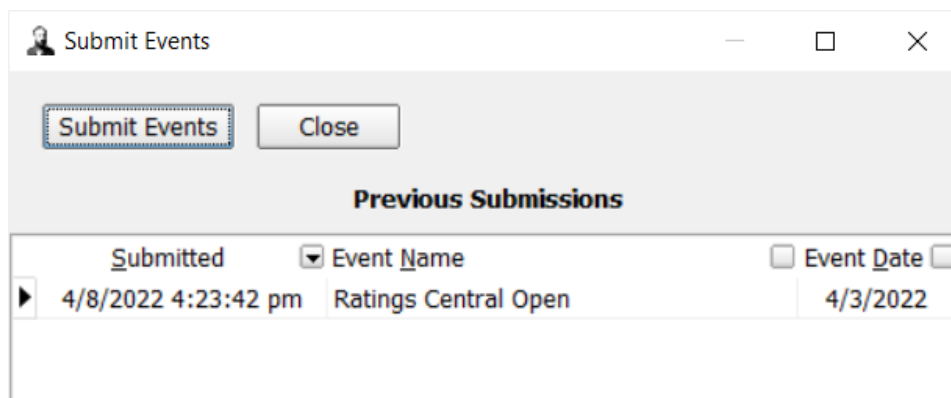 Submit Events
Submit Events Close
Previous Submissions
Submitted Event Name Event Date
4/8/2022 4:23:42 pm Ratings Central Open 4/3/2022